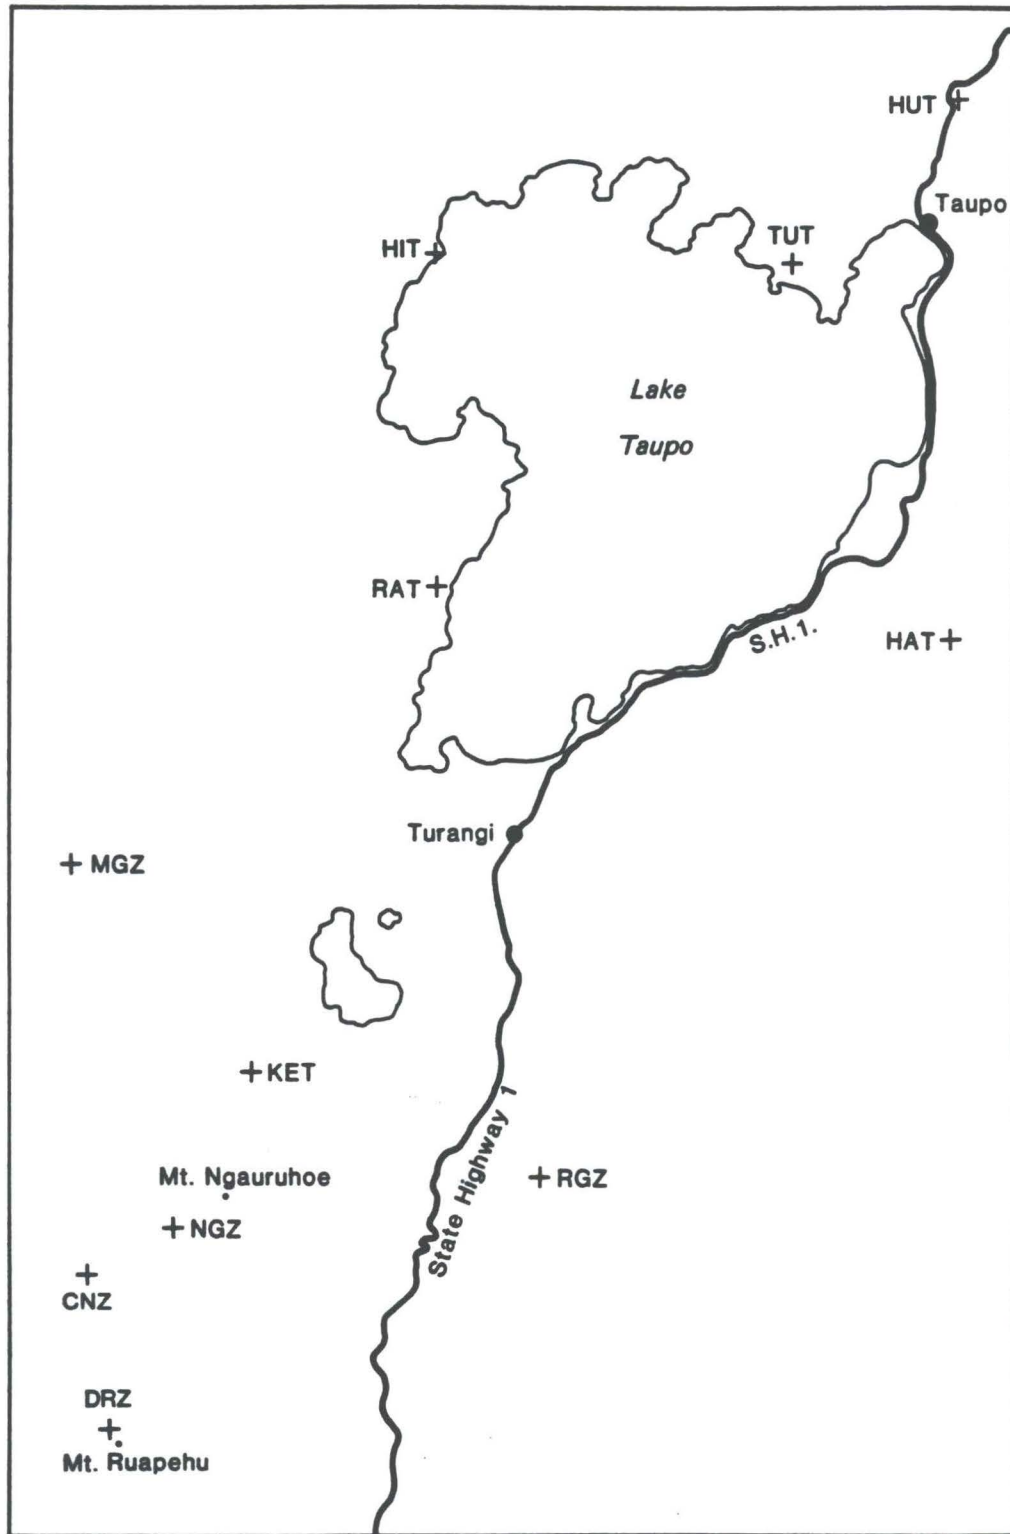 HUT
Taupo
TUT
HIT
Lake
Taupo
RAT
S.H.1.
HAT
Turangi
MGZ
KET
State Highway 1
Mt. Ngauruhoe
RGZ
NGZ
CNZ
DRZ
Mt. Ruapehu